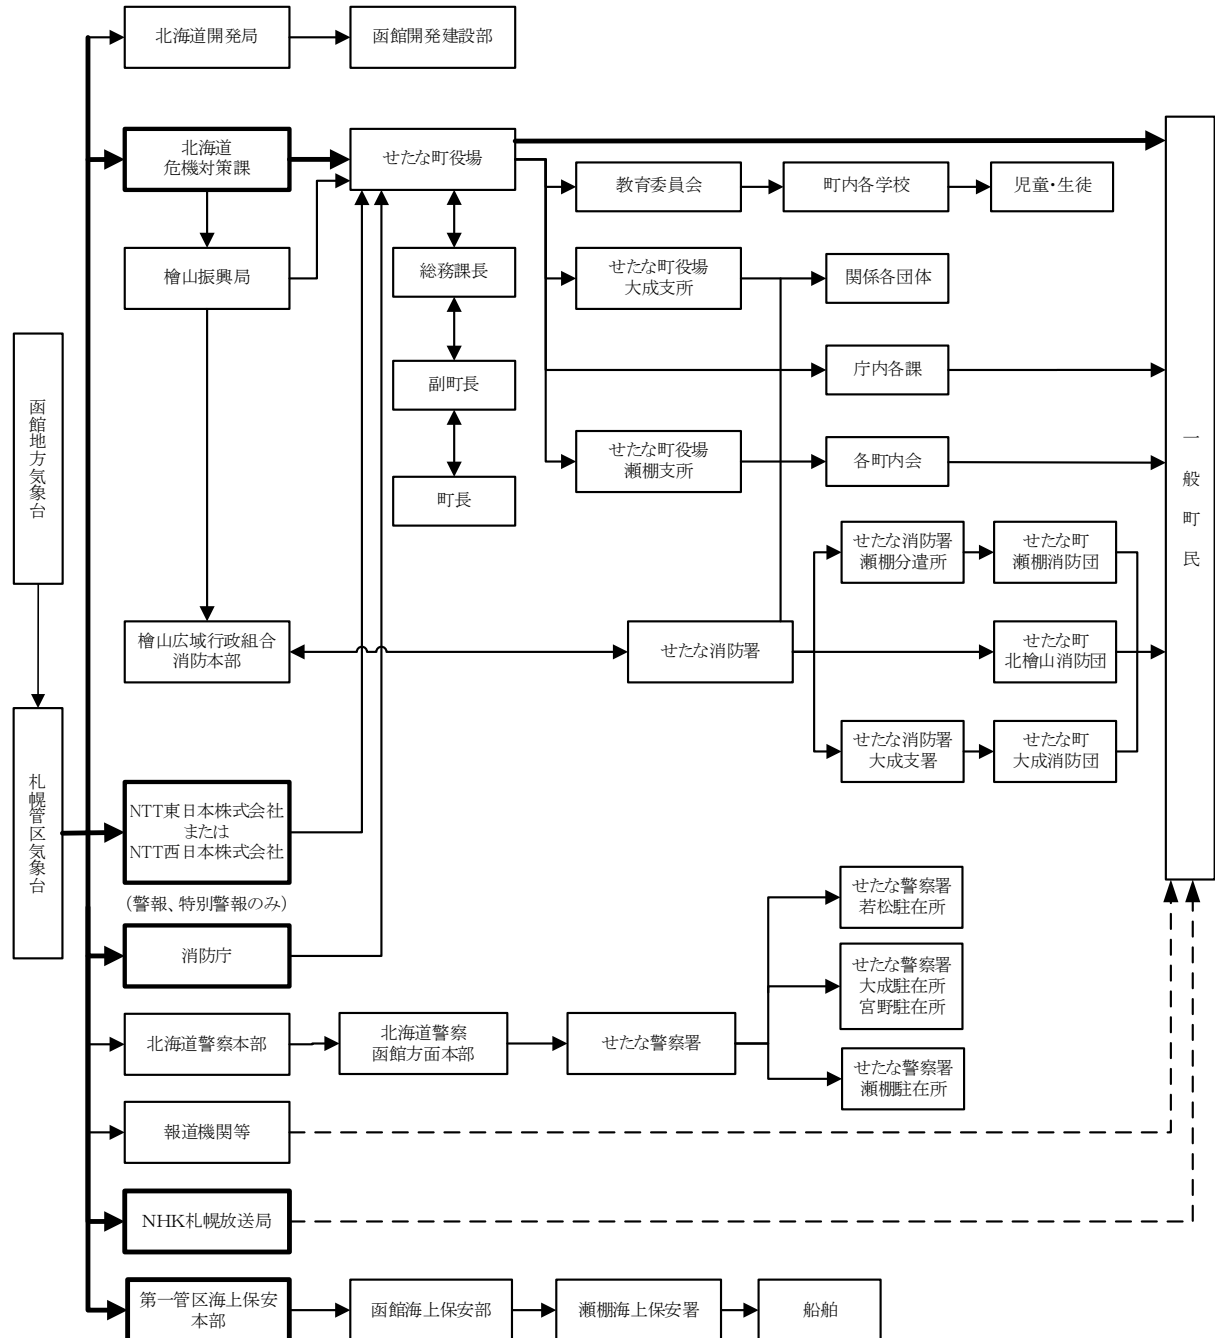 北海道開発局
函館開発建設部
北海道
危機対策課
せたな町役場
教育委員会
町内各学校
児童・生徒
檜山振興局
総務課長
せたな町役場
大成支所
関係各団体
副町長
庁内各課
町長
せたな町役場
瀬棚支所
各町内会
一般町民
函館地方気象台
せたな消防署
瀬棚分遣所
せたな町
瀬棚消防団
檜山広域行政組合
消防本部
せたな消防署
せたな町
北檜山消防団
せたな消防署
大成支署
せたな町
大成消防団
札幌管区気象台
NTT東日本株式会社
または
NTT西日本株式会社
（警報、特別警報のみ）
消防庁
せたな警察署
若松駐在所
せたな警察署
大成駐在所
宮野駐在所
北海道警察本部
北海道警察
函館方面本部
せたな警察署
せたな警察署
瀬棚駐在所
報道機関等
NHK札幌放送局
第一管区海上保安
本部
函館海上保安部
瀬棚海上保安署
船舶